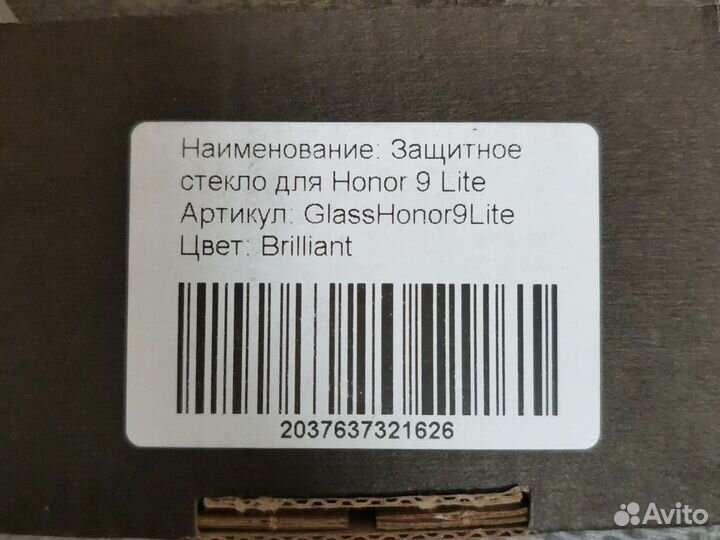 Наименование: Защитное
стекло для Honor 9 Lite
Артикул: GlassHonor9Lite
Цвет: Brilliant
2037637321626
Avito